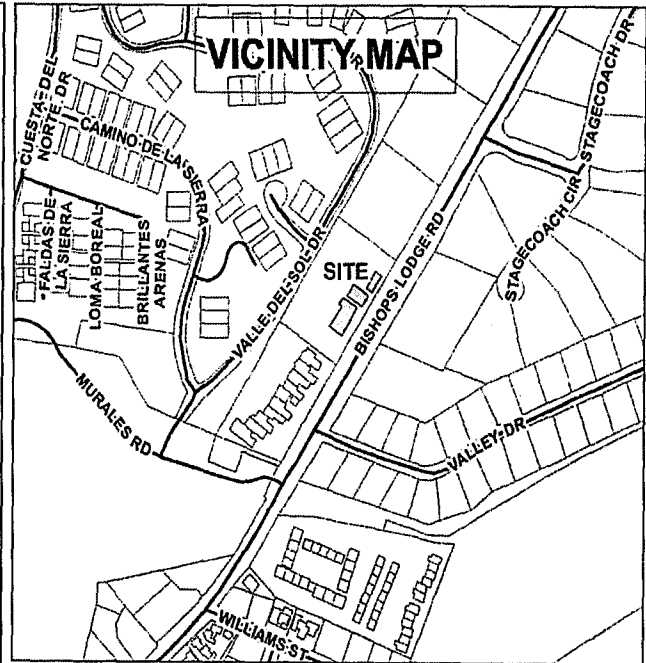 VICINITY MAP
CUESTA DEL
NORTE DR
CAMINO DE LA SIERRA
FALDAS DE
LA SIERRA
LOMA BOREAL
BRILLANTES
ARENAS
VALLE DEL SOL DR
SITE
BISHOPS LODGE RD
STAGECOACH DR
STAGECOACH CIR
MURALES RD
VALLEY DR
WILLIAMS ST